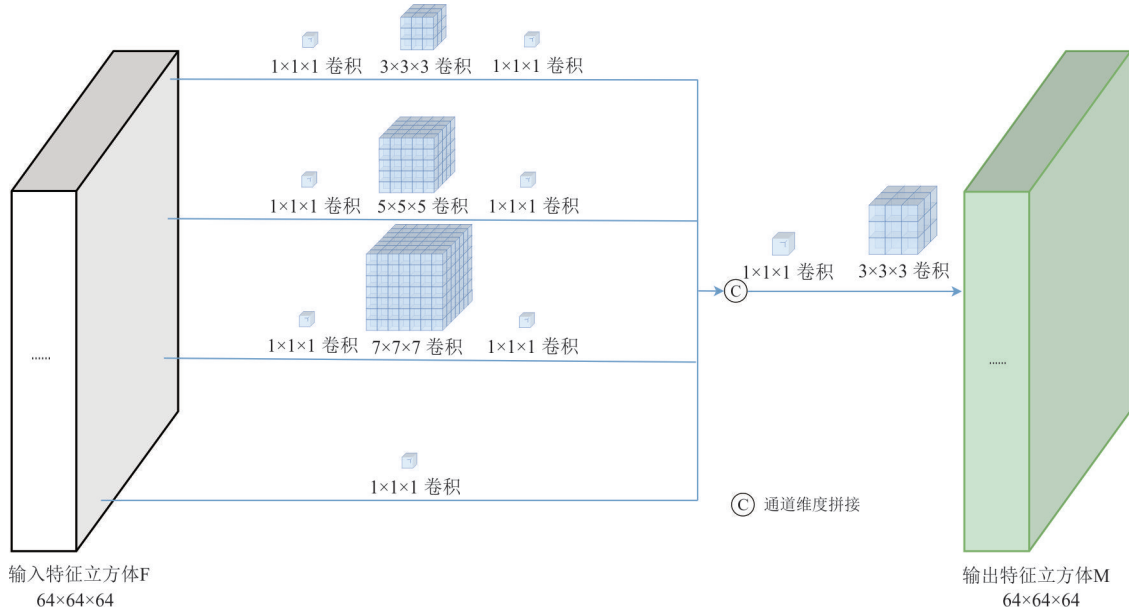 1×1×1 卷积 3×3×3 卷积 1×1×1 卷积
1×1×1 卷积 5×5×5 卷积 1×1×1 卷积
1×1×1 卷积 3×3×3 卷积
C
1×1×1 卷积 7×7×7 卷积 1×1×1 卷积
...... ......
1×1×1 卷积
C 通道维度拼接
输入特征立方体F 输出特征立方体M
64×64×64 64×64×64